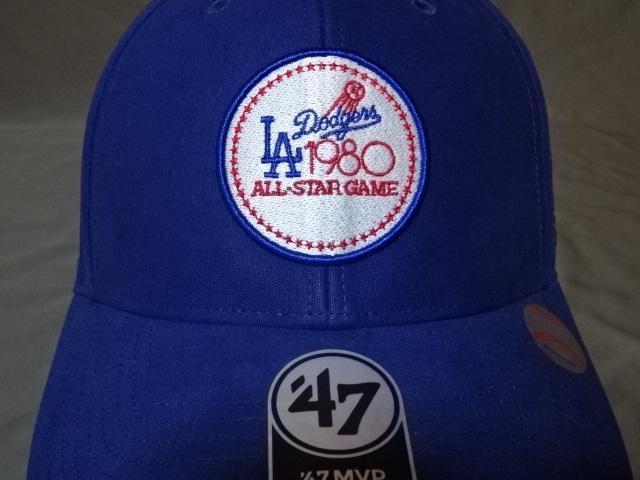 Dodgers
LA 1980
ALL-STAR GAME
'47
'47 MVP